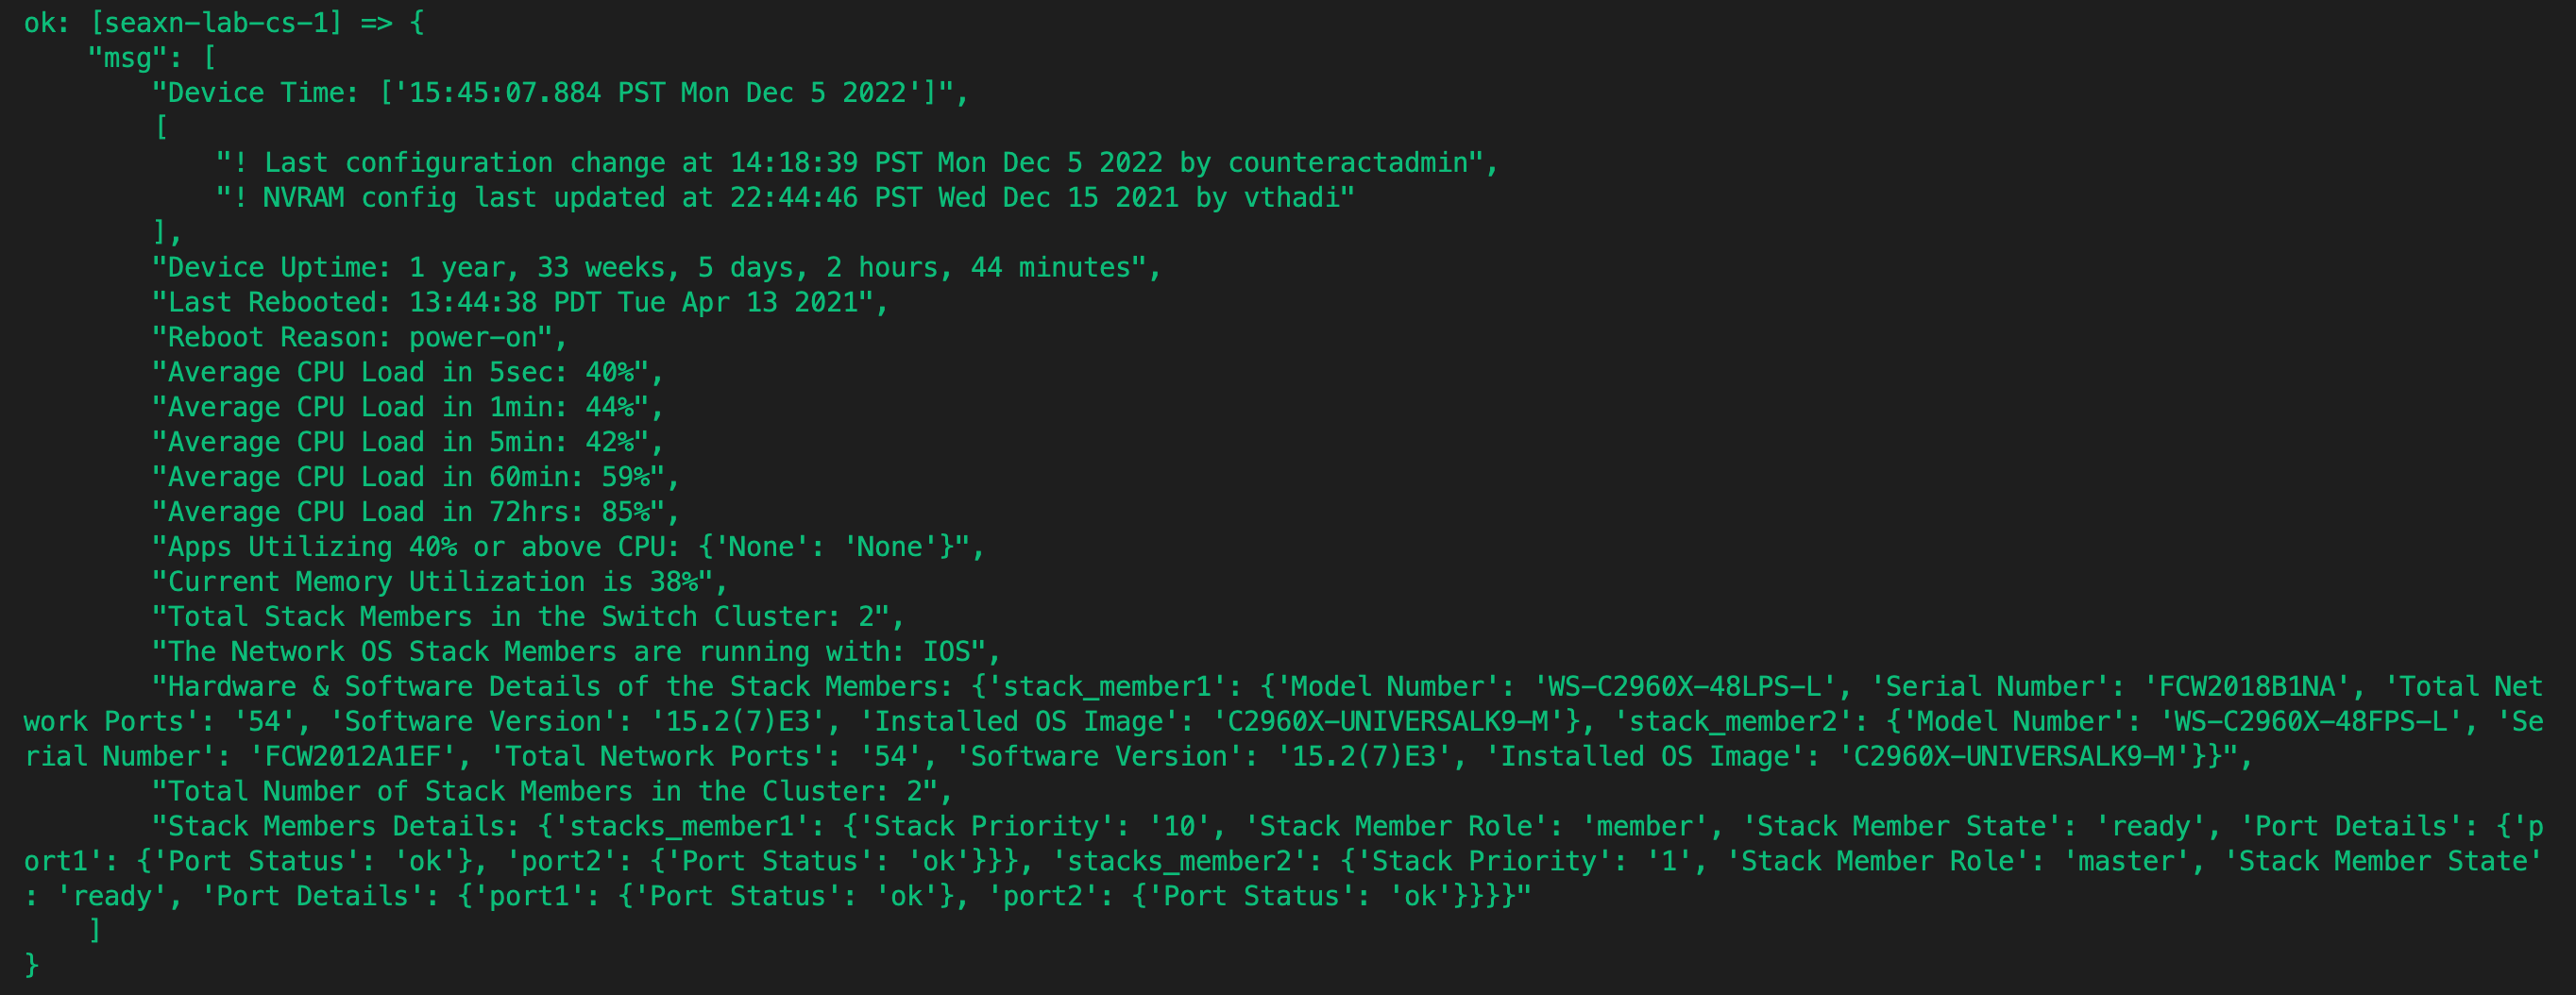 ok: [seaxn-lab-cs-1] => {
    "msg": [
        "Device Time: ['15:45:07.884 PST Mon Dec 5 2022']",
        [
            "! Last configuration change at 14:18:39 PST Mon Dec 5 2022 by counteractadmin",
            "! NVRAM config last updated at 22:44:46 PST Wed Dec 15 2021 by vthadi"
        ],
        "Device Uptime: 1 year, 33 weeks, 5 days, 2 hours, 44 minutes",
        "Last Rebooted: 13:44:38 PDT Tue Apr 13 2021",
        "Reboot Reason: power-on",
        "Average CPU Load in 5sec: 40%",
        "Average CPU Load in 1min: 44%",
        "Average CPU Load in 5min: 42%",
        "Average CPU Load in 60min: 59%",
        "Average CPU Load in 72hrs: 85%",
        "Apps Utilizing 40% or above CPU: {'None': 'None'}",
        "Current Memory Utilization is 38%",
        "Total Stack Members in the Switch Cluster: 2",
        "The Network OS Stack Members are running with: IOS",
        "Hardware & Software Details of the Stack Members: {'stack_member1': {'Model Number': 'WS-C2960X-48LPS-L', 'Serial Number': 'FCW2018B1NA', 'Total Net
work Ports': '54', 'Software Version': '15.2(7)E3', 'Installed OS Image': 'C2960X-UNIVERSALK9-M'}, 'stack_member2': {'Model Number': 'WS-C2960X-48FPS-L', 'Se
rial Number': 'FCW2012A1EF', 'Total Network Ports': '54', 'Software Version': '15.2(7)E3', 'Installed OS Image': 'C2960X-UNIVERSALK9-M'}}",
        "Total Number of Stack Members in the Cluster: 2",
        "Stack Members Details: {'stacks_member1': {'Stack Priority': '10', 'Stack Member Role': 'member', 'Stack Member State': 'ready', 'Port Details': {'p
ort1': {'Port Status': 'ok'}, 'port2': {'Port Status': 'ok'}}}, 'stacks_member2': {'Stack Priority': '1', 'Stack Member Role': 'master', 'Stack Member State'
: 'ready', 'Port Details': {'port1': {'Port Status': 'ok'}, 'port2': {'Port Status': 'ok'}}}}"
    ]
}